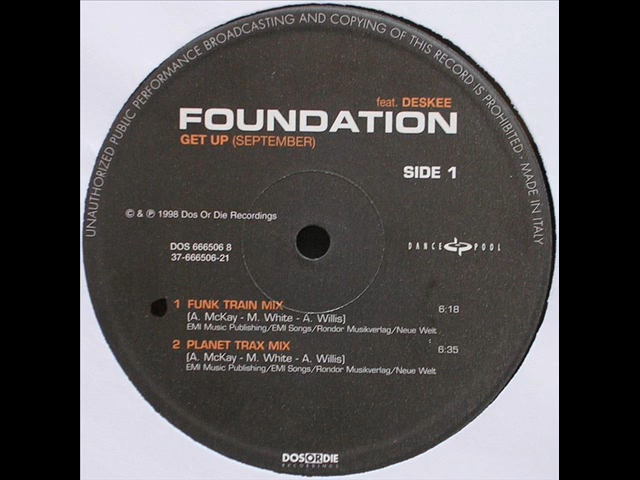 UNAUTHORIZED PUBLIC PERFORMANCE BROADCASTING AND COPYING OF THIS RECORD IS PROHIBITED · MADE IN ITALY
feat. DESKEE
FOUNDATION
GET UP (SEPTEMBER)
SIDE 1
© & ℗ 1998 Dos Or Die Recordings
DOS 666506 8
37-666506-21
DANCE dp POOL
1 FUNK TRAIN MIX 6:18
(A. McKay - M. White - A. Willis)
EMI Music Publishing/EMI Songs/Rondor Musikverlag/Neue Welt
2 PLANET TRAX MIX 6:35
(A. McKay - M. White - A. Willis)
EMI Music Publishing/EMI Songs/Rondor Musikverlag/Neue Welt
DOS OR DIE
RECORDINGS